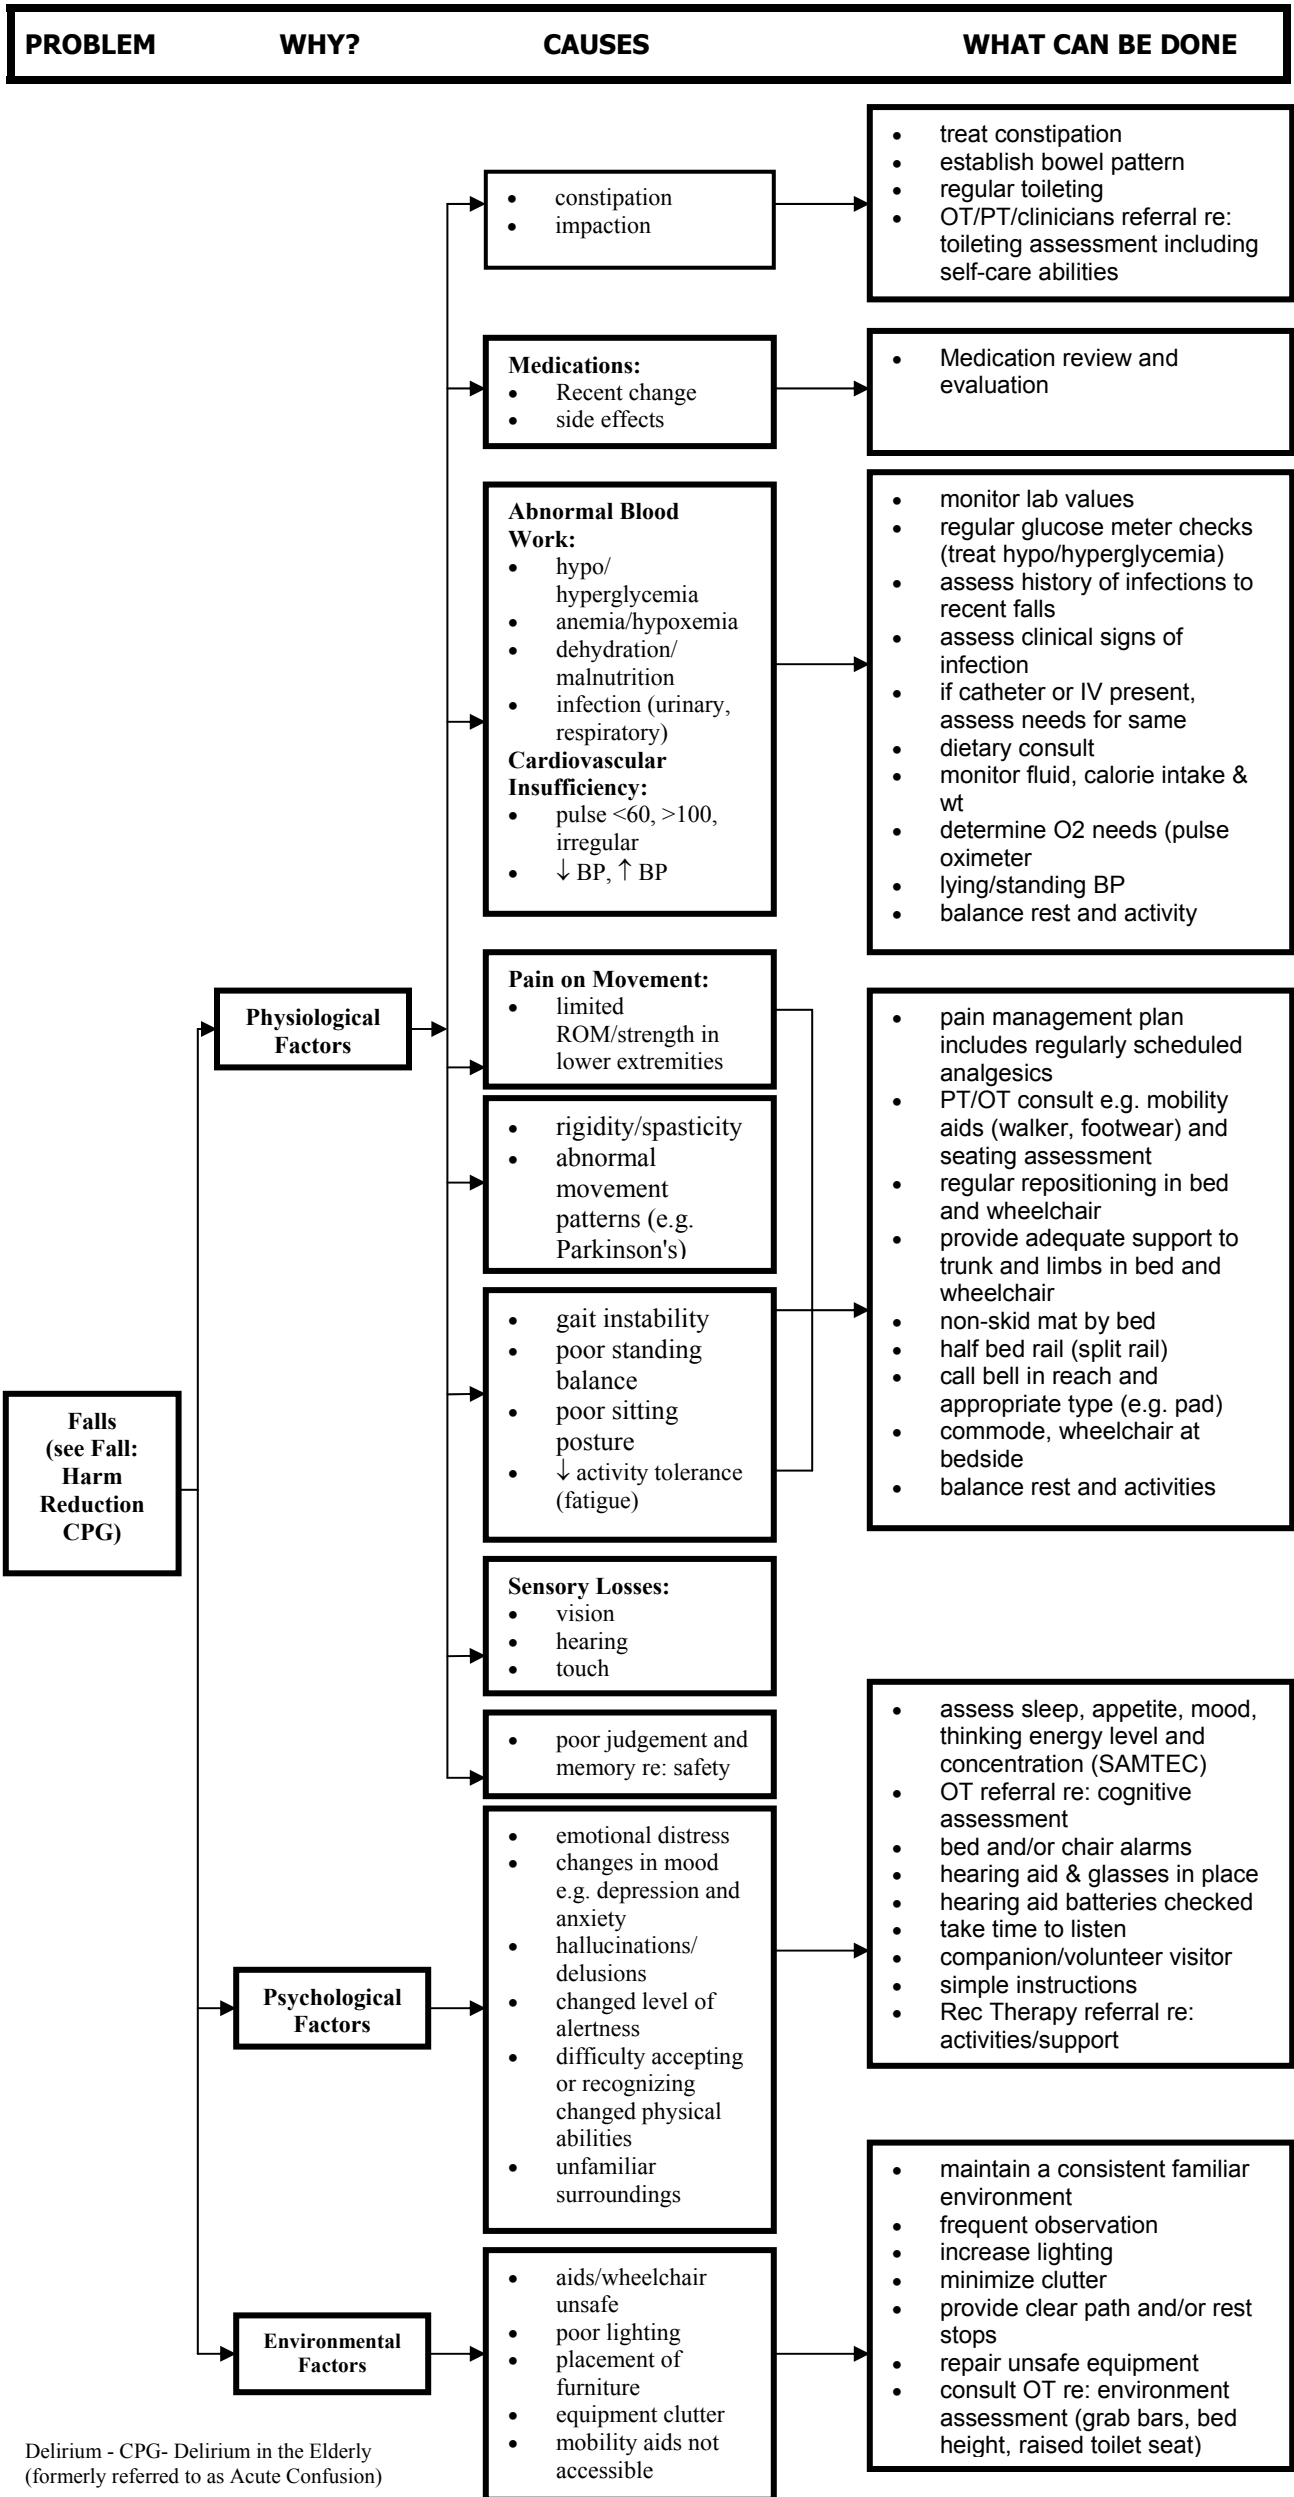 PROBLEM WHY? CAUSES WHAT CAN BE DONE
• constipation
• impaction
• treat constipation
• establish bowel pattern
• regular toileting
• OT/PT/clinicians referral re:
toileting assessment including
self-care abilities
Medications:
• Recent change
• side effects
• Medication review and
evaluation
Abnormal Blood
Work:
• hypo/
hyperglycemia
• anemia/hypoxemia
• dehydration/
malnutrition
• infection (urinary,
respiratory)
Cardiovascular
Insufficiency:
• pulse <60, >100,
irregular
• ↓ BP, ↑ BP
• monitor lab values
• regular glucose meter checks
(treat hypo/hyperglycemia)
• assess history of infections to
recent falls
• assess clinical signs of
infection
• if catheter or IV present,
assess needs for same
• dietary consult
• monitor fluid, calorie intake &
wt
• determine O2 needs (pulse
oximeter
• lying/standing BP
• balance rest and activity
Physiological
Factors
Pain on Movement:
• limited
ROM/strength in
lower extremities
• rigidity/spasticity
• abnormal
movement
patterns (e.g.
Parkinson's)
• gait instability
• poor standing
balance
• poor sitting
posture
• ↓ activity tolerance
(fatigue)
• pain management plan
includes regularly scheduled
analgesics
• PT/OT consult e.g. mobility
aids (walker, footwear) and
seating assessment
• regular repositioning in bed
and wheelchair
• provide adequate support to
trunk and limbs in bed and
wheelchair
• non-skid mat by bed
• half bed rail (split rail)
• call bell in reach and
appropriate type (e.g. pad)
• commode, wheelchair at
bedside
• balance rest and activities
Falls
(see Fall:
Harm
Reduction
CPG)
Sensory Losses:
• vision
• hearing
• touch
• poor judgement and
memory re: safety
Psychological
Factors
• emotional distress
• changes in mood
e.g. depression and
anxiety
• hallucinations/
delusions
• changed level of
alertness
• difficulty accepting
or recognizing
changed physical
abilities
• unfamiliar
surroundings
• assess sleep, appetite, mood,
thinking energy level and
concentration (SAMTEC)
• OT referral re: cognitive
assessment
• bed and/or chair alarms
• hearing aid & glasses in place
• hearing aid batteries checked
• take time to listen
• companion/volunteer visitor
• simple instructions
• Rec Therapy referral re:
activities/support
Environmental
Factors
• aids/wheelchair
unsafe
• poor lighting
• placement of
furniture
• equipment clutter
• mobility aids not
accessible
• maintain a consistent familiar
environment
• frequent observation
• increase lighting
• minimize clutter
• provide clear path and/or rest
stops
• repair unsafe equipment
• consult OT re: environment
assessment (grab bars, bed
height, raised toilet seat)
Delirium - CPG- Delirium in the Elderly
(formerly referred to as Acute Confusion)